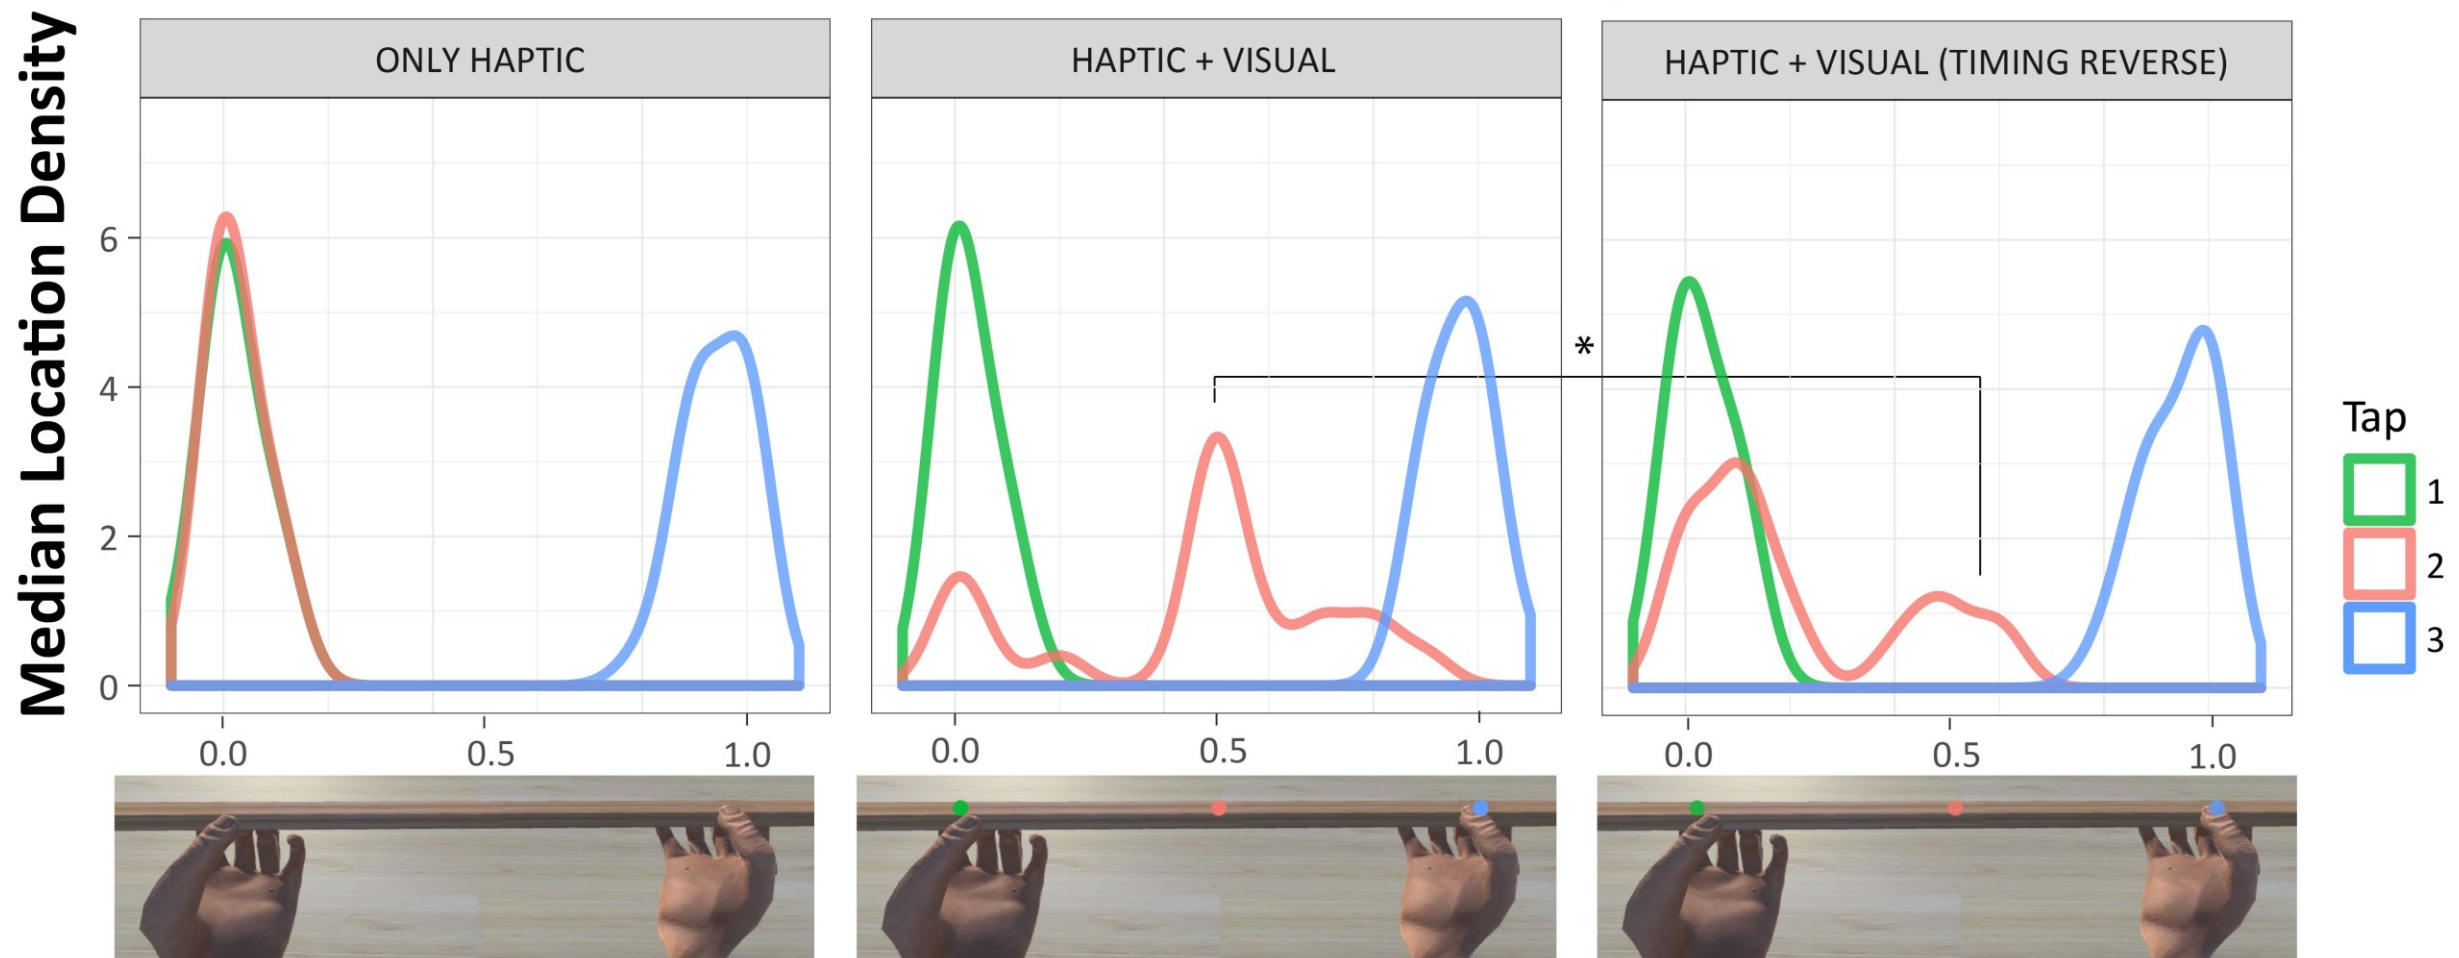 Median Location Density
ONLY HAPTIC
HAPTIC + VISUAL
HAPTIC + VISUAL (TIMING REVERSE)
6
4
2
0
*
Tap
1
2
3
0.0 0.5 1.0
0.0 0.5 1.0
0.0 0.5 1.0